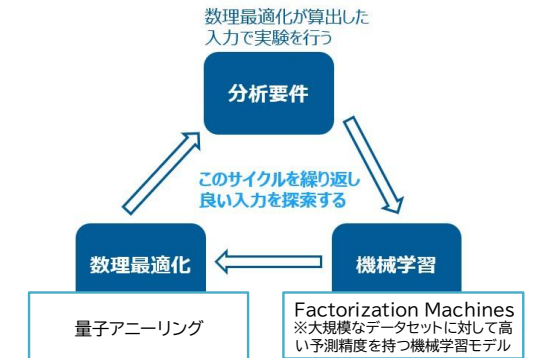 数理最適化が算出した
入力で実験を行う
分析要件
このサイクルを繰り返し
良い入力を探索する
数理最適化
機械学習
量子アニーリング
Factorization Machines
※大規模なデータセットに対して高
い予測精度を持つ機械学習モデル